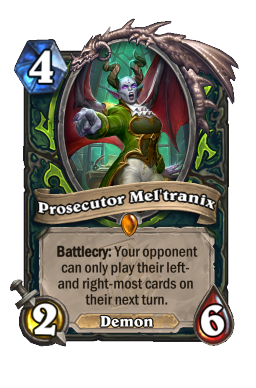 4
Prosecutor Mel'tranix
Battlecry: Your opponent
can only play their left-
and right-most cards on
their next turn.
2
Demon
6